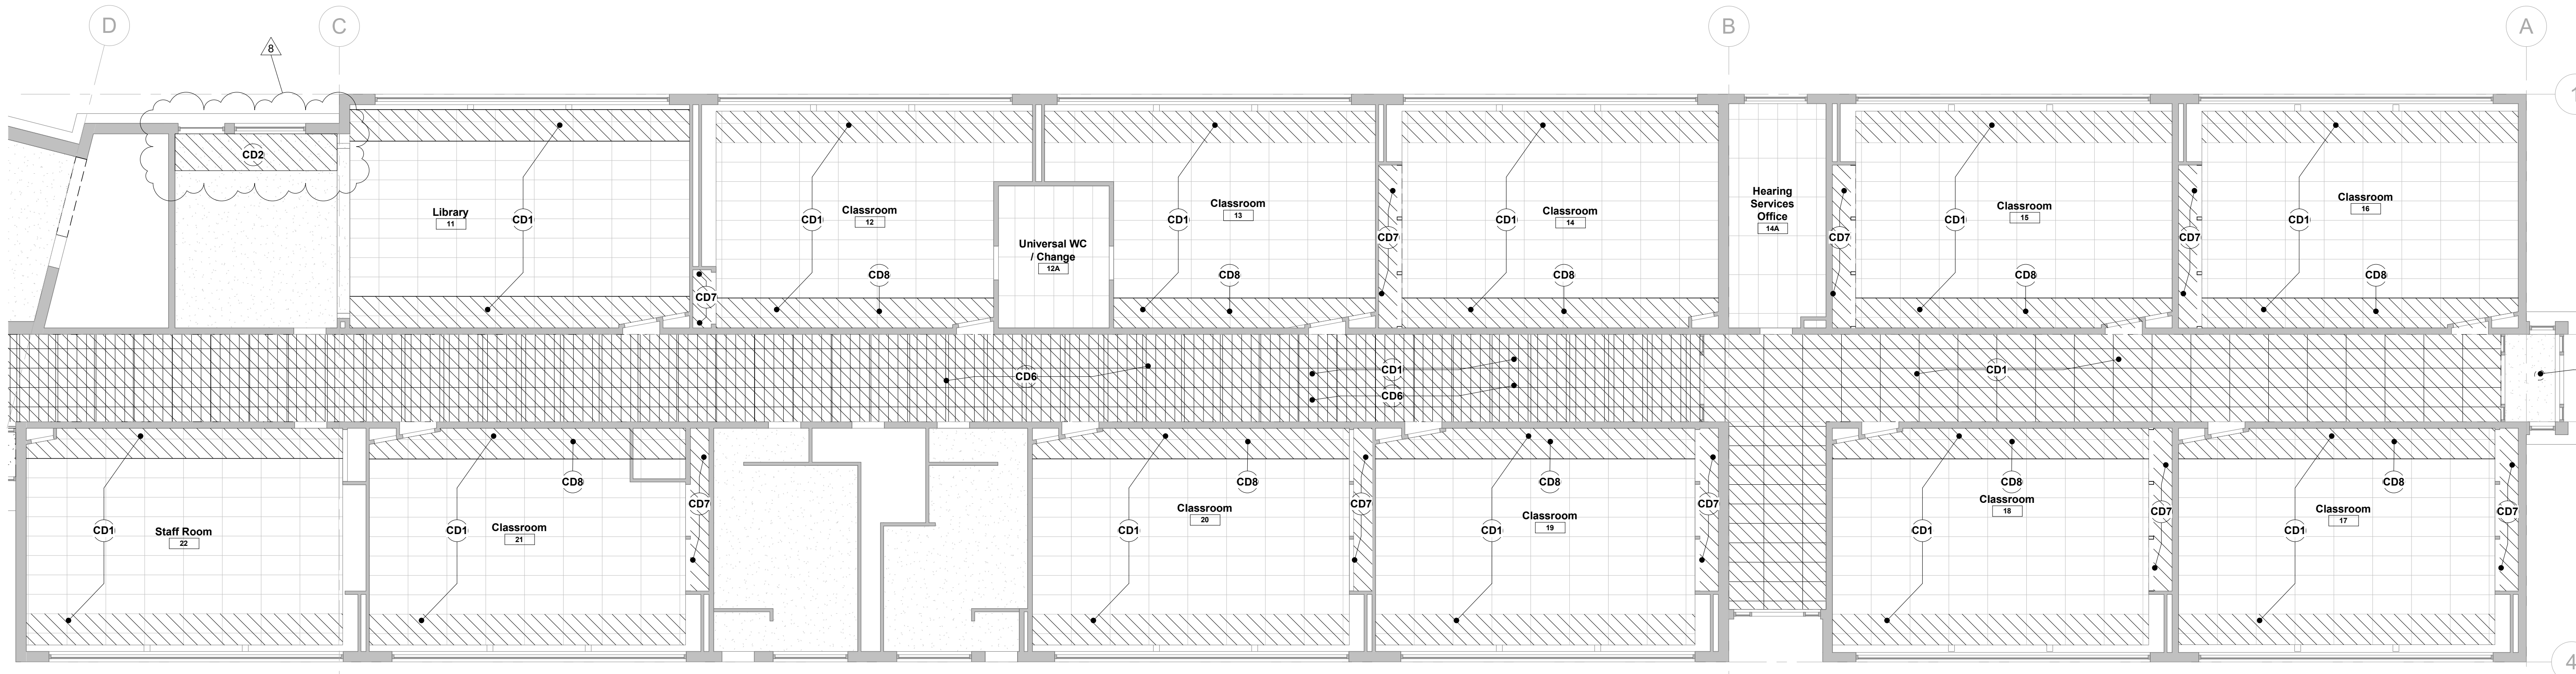 D
C
B
A
8
1
CD2
Library
11
CD1
CD7
CD1
Classroom
12
CD8
Universal WC
/ Change
12A
CD1
Classroom
13
CD8
CD7
CD1
Classroom
14
CD8
Hearing
Services
Office
14A
CD7
CD1
Classroom
15
CD8
CD7
CD1
Classroom
16
CD8
CD6
CD1
CD6
CD1
CD1
Staff Room
22
CD1
Classroom
21
CD8
CD7
CD1
Classroom
20
CD8
CD7
CD1
Classroom
19
CD8
CD7
CD1
Classroom
18
CD8
CD7
CD1
Classroom
17
CD8
CD7
4